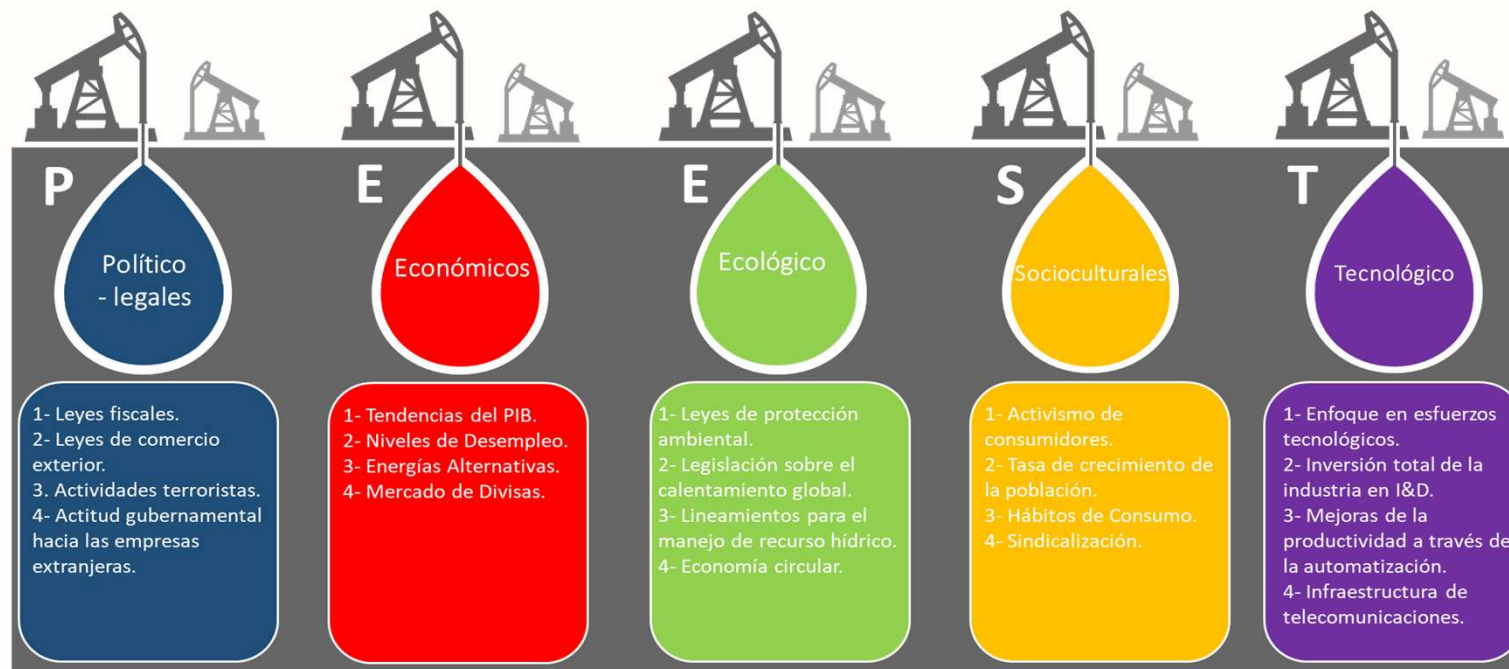 P
Político
- legales
1- Leyes fiscales.
2- Leyes de comercio
exterior.
3. Actividades terroristas.
4- Actitud gubernamental
hacia las empresas
extranjeras.
E
Económicos
1- Tendencias del PIB.
2- Niveles de Desempleo.
3- Energías Alternativas.
4- Mercado de Divisas.
E
Ecológico
1- Leyes de protección
ambiental.
2- Legislación sobre el
calentamiento global.
3- Lineamientos para el
manejo de recurso hídrico.
4- Economía circular.
S
Socioculturales
1- Activismo de
consumidores.
2- Tasa de crecimiento de
la población.
3- Hábitos de Consumo.
4- Sindicalización.
T
Tecnológico
1- Enfoque en esfuerzos
tecnológicos.
2- Inversión total de la
industria en I&D.
3- Mejoras de la
productividad a través de
la automatización.
4- Infraestructura de
telecomunicaciones.